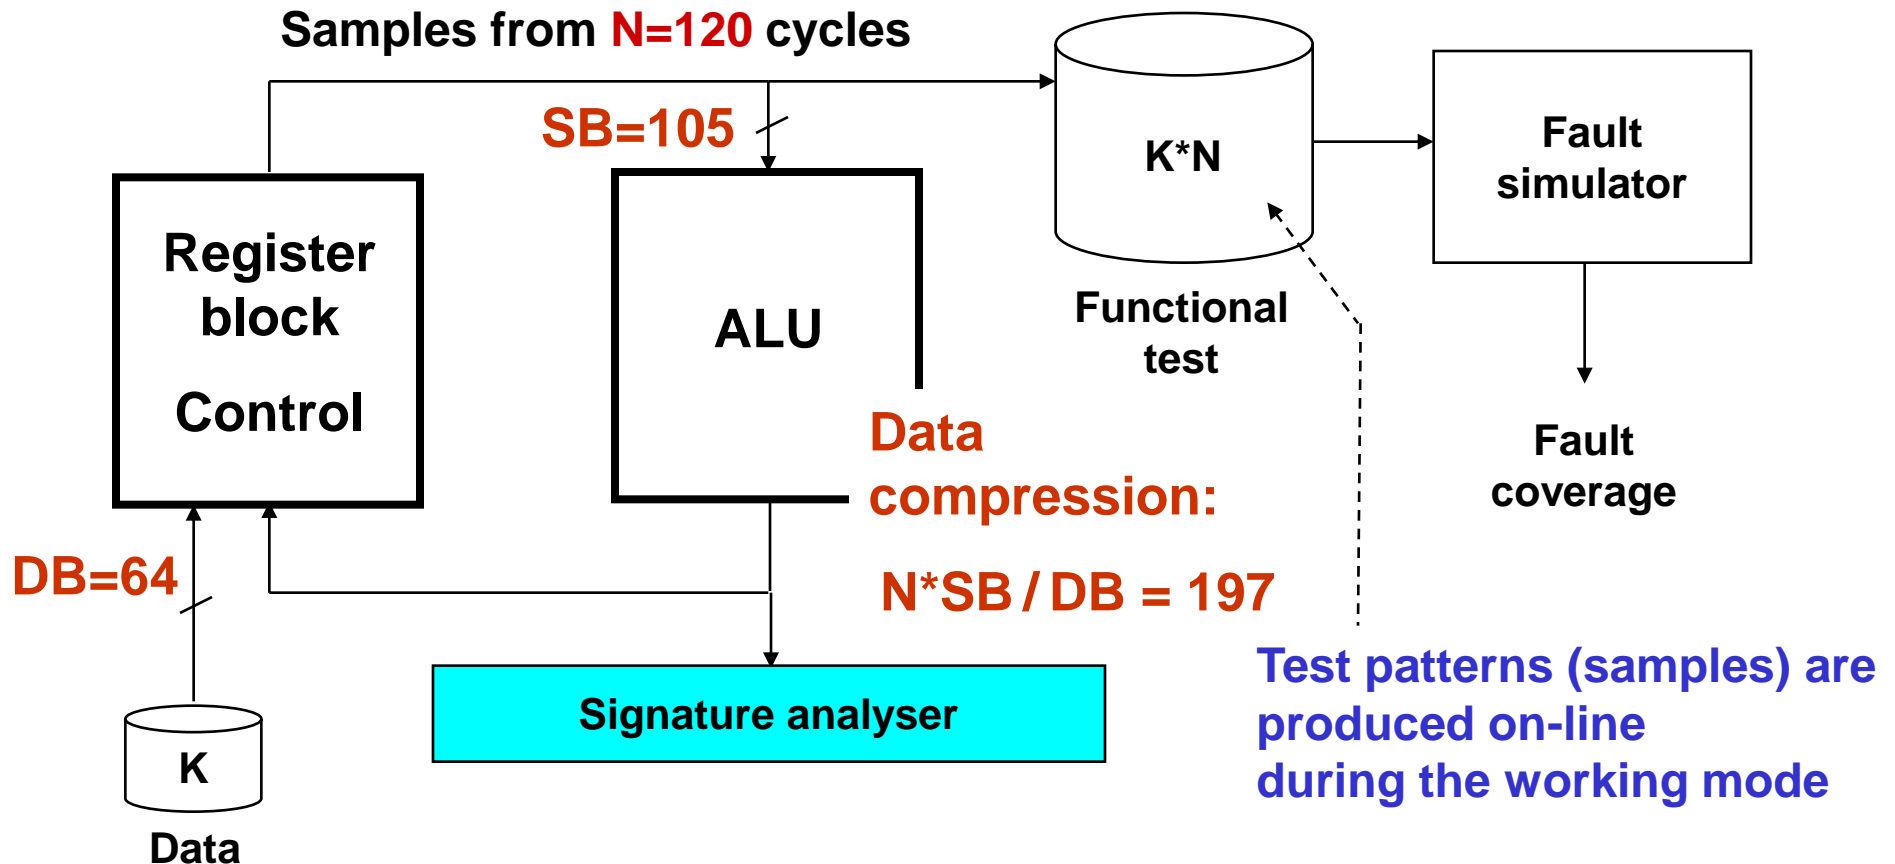 Samples from N=120 cycles
SB=105
K*N
Fault
simulator
Register
block
Control
ALU
Functional
test
Data
compression:
Fault
coverage
DB=64
N*SB / DB = 197
Signature analyser
Test patterns (samples) are
produced on-line
during the working mode
K
Data